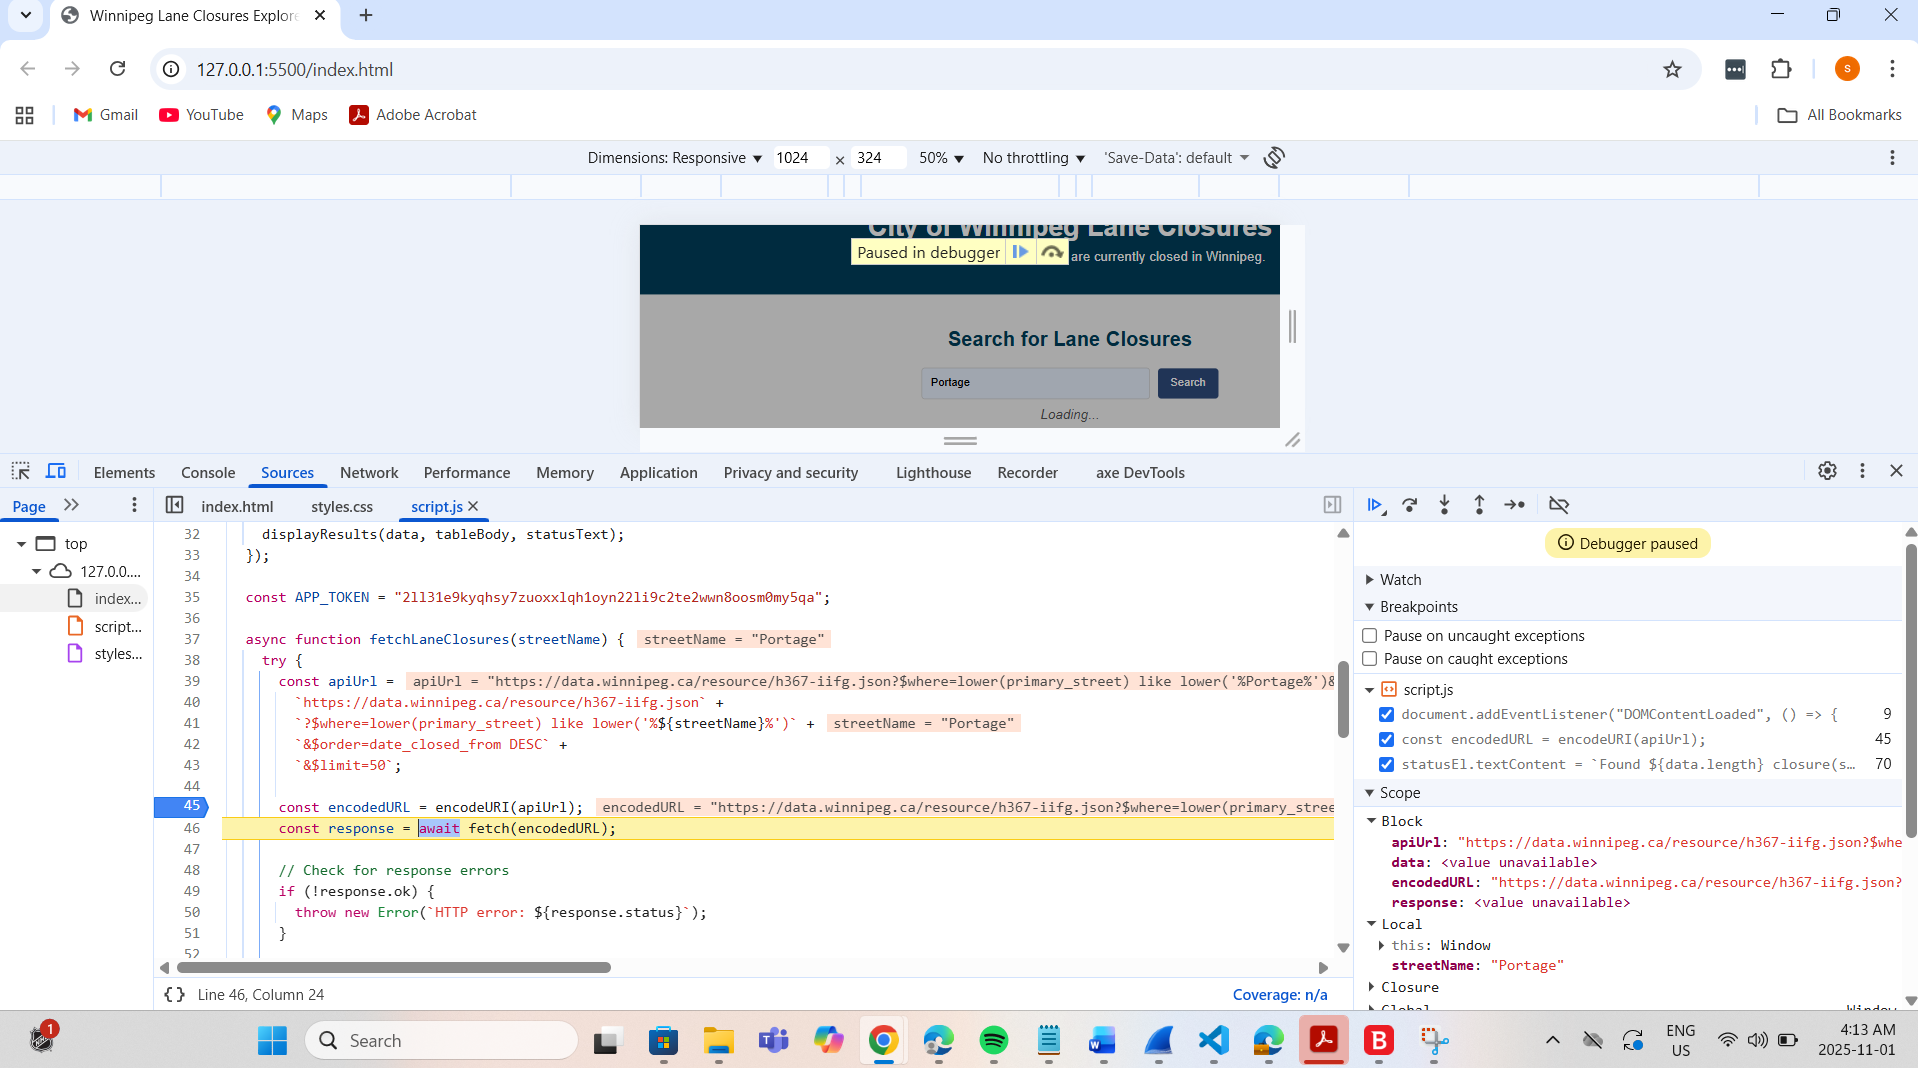 Winnipeg Lane Closures Explore
127.0.0.1:5500/index.html
S
Gmail
YouTube
Maps
Adobe Acrobat
All Bookmarks
Dimensions: Responsive ▼ 1024 × 324 50% ▼ No throttling ▼ 'Save-Data': default ▼
City of Winnipeg Lane Closures
Paused in debugger
are currently closed in Winnipeg.
Search for Lane Closures
Portage
Search
Loading...
Elements Console Sources Network Performance Memory Application Privacy and security Lighthouse Recorder axe DevTools
Page
index.html styles.css script.js
top
127.0.0....
index...
script...
styles...
32 displayResults(data, tableBody, statusText);
33 });
34
35 const APP_TOKEN = "2ll31e9kyqhsy7zuoxxlqh1oyn22li9c2te2wwn8oosm0my5qa";
36
37 async function fetchLaneClosures(streetName) { streetName = "Portage"
38 try {
39 const apiUrl = apiUrl = "https://data.winnipeg.ca/resource/h367-iifg.json?$where=lower(primary_street) like lower('%Portage%')&
40 `https://data.winnipeg.ca/resource/h367-iifg.json` +
41 `?$where=lower(primary_street) like lower('%${streetName}%')` + streetName = "Portage"
42 `&$order=date_closed_from DESC` +
43 `&$limit=50`;
44
45 const encodedURL = encodeURI(apiUrl); encodedURL = "https://data.winnipeg.ca/resource/h367-iifg.json?$where=lower(primary_stree
46 const response = await fetch(encodedURL);
47
48 // Check for response errors
49 if (!response.ok) {
50 throw new Error(`HTTP error: ${response.status}`);
51 }
52
{} Line 46, Column 24
Coverage: n/a
Debugger paused
Watch
Breakpoints
Pause on uncaught exceptions
Pause on caught exceptions
script.js
document.addEventListener("DOMContentLoaded", () => { 9
const encodedURL = encodeURI(apiUrl); 45
statusEl.textContent = `Found ${data.length} closure(s… 70
Scope
Block
apiUrl: "https://data.winnipeg.ca/resource/h367-iifg.json?$whe
data: <value unavailable>
encodedURL: "https://data.winnipeg.ca/resource/h367-iifg.json?
response: <value unavailable>
Local
this: Window
streetName: "Portage"
Closure
Global Window
1
Search
ENG
US
4:13 AM
2025-11-01